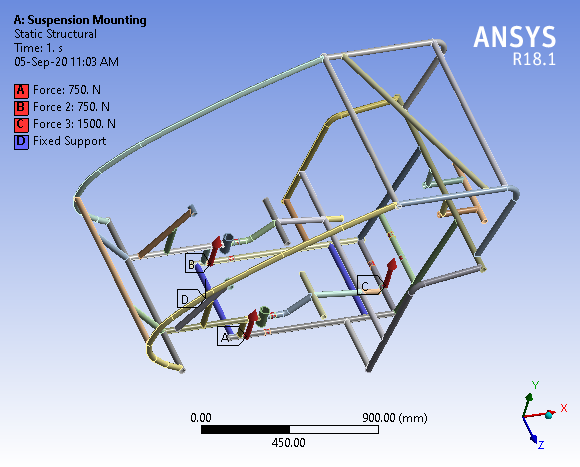 A: Suspension Mounting
Static Structural
Time: 1. s
05-Sep-20 11:03 AM
A Force: 750. N
B Force 2: 750. N
C Force 3: 1500. N
D Fixed Support
ANSYS
R18.1
B
D
C
A
0.00 900.00 (mm)
450.00
Y
X
Z